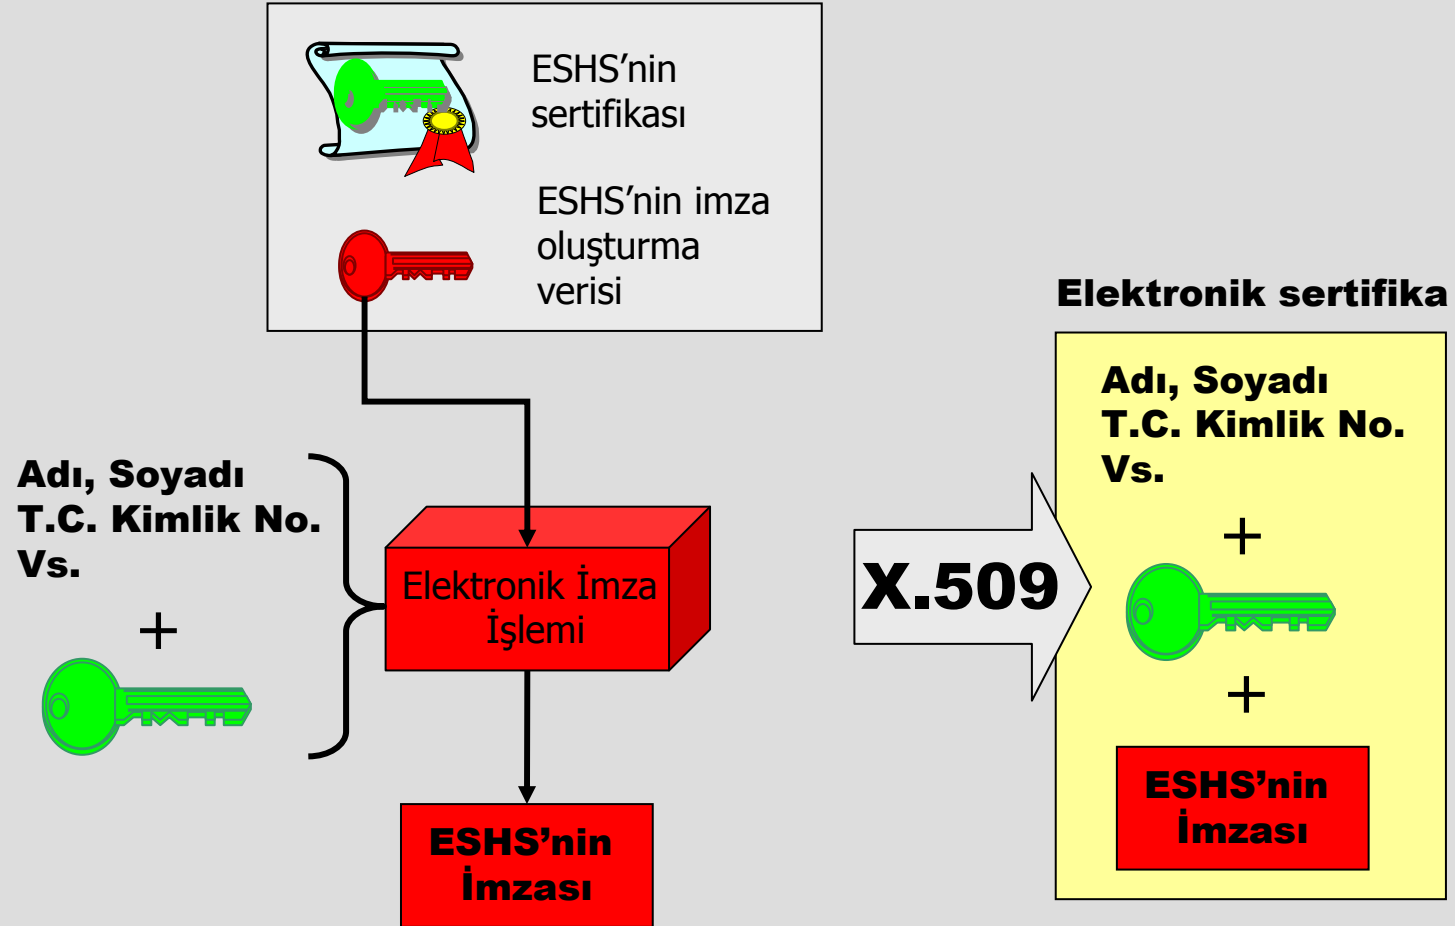 ESHS’nin
sertifikası
ESHS’nin imza
oluşturma
verisi
Elektronik sertifika
Adı, Soyadı
T.C. Kimlik No.
Vs.
+
Elektronik İmza
İşlemi
ESHS’nin
İmzası
X.509
Adı, Soyadı
T.C. Kimlik No.
Vs.
+
+
ESHS’nin
İmzası